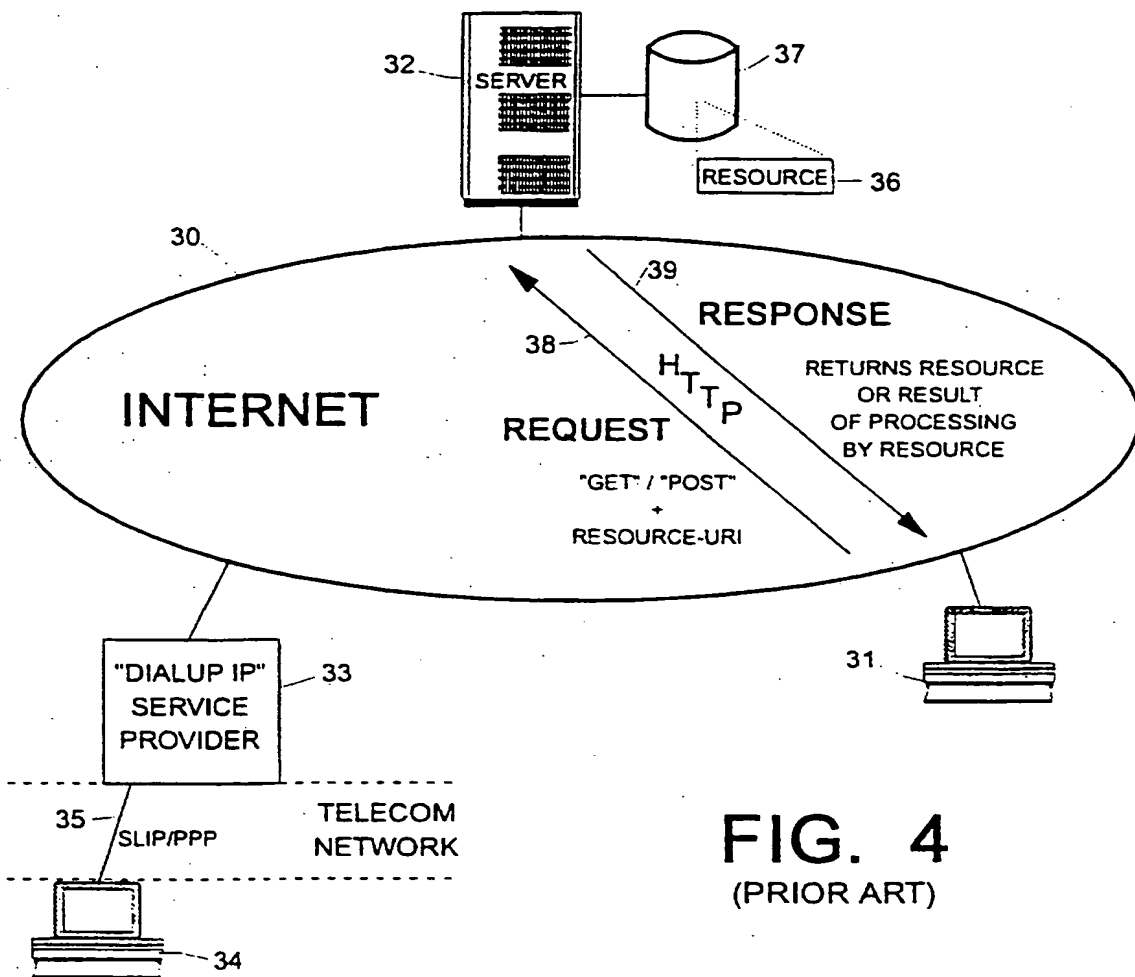 37
32
SERVER
RESOURCE
36
30
39
RESPONSE
38
HTTP
RETURNS RESOURCE
OR RESULT
OF PROCESSING
BY RESOURCE
INTERNET
REQUEST
"GET" / "POST"
+
RESOURCE-URI
"DIALUP IP"
SERVICE
PROVIDER
33
31
35
SLIP/PPP
TELECOM
NETWORK
34
FIG. 4
(PRIOR ART)